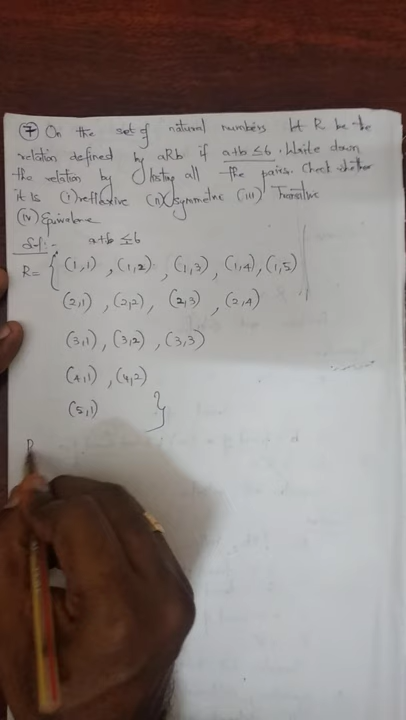 ⑦ On the set of natural numbers let R be the
relation defined by aRb if a+b ≤6. Write down
the relation by listing all the pairs. Check whether
it is (i) reflexive (ii) symmetric (iii) Transitive
(iv) Equivalence
Sol:- a+b ≤6
R= { (1,1) , (1,2) , (1,3) , (1,4), (1,5)
(2,1) , (2,2), (2,3) , (2,4)
(3,1) , (3,2) , (3,3)
(4,1) , (4,2)
(5,1) }
R